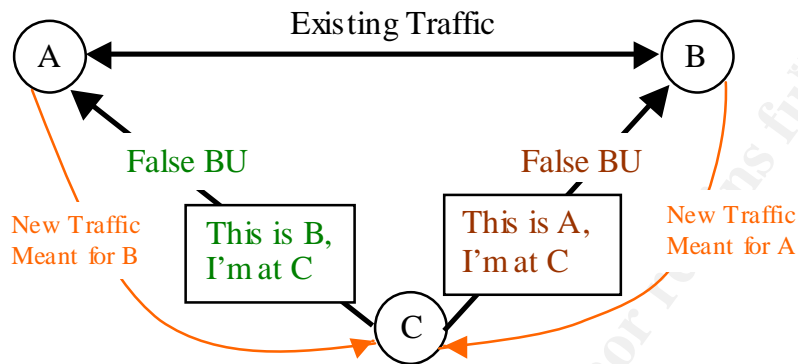 Existing Traffic
A
B
False BU
False BU
New Traffic
Meant for B
This is B,
I'm at C
This is A,
I'm at C
New Traffic
Meant for A
C